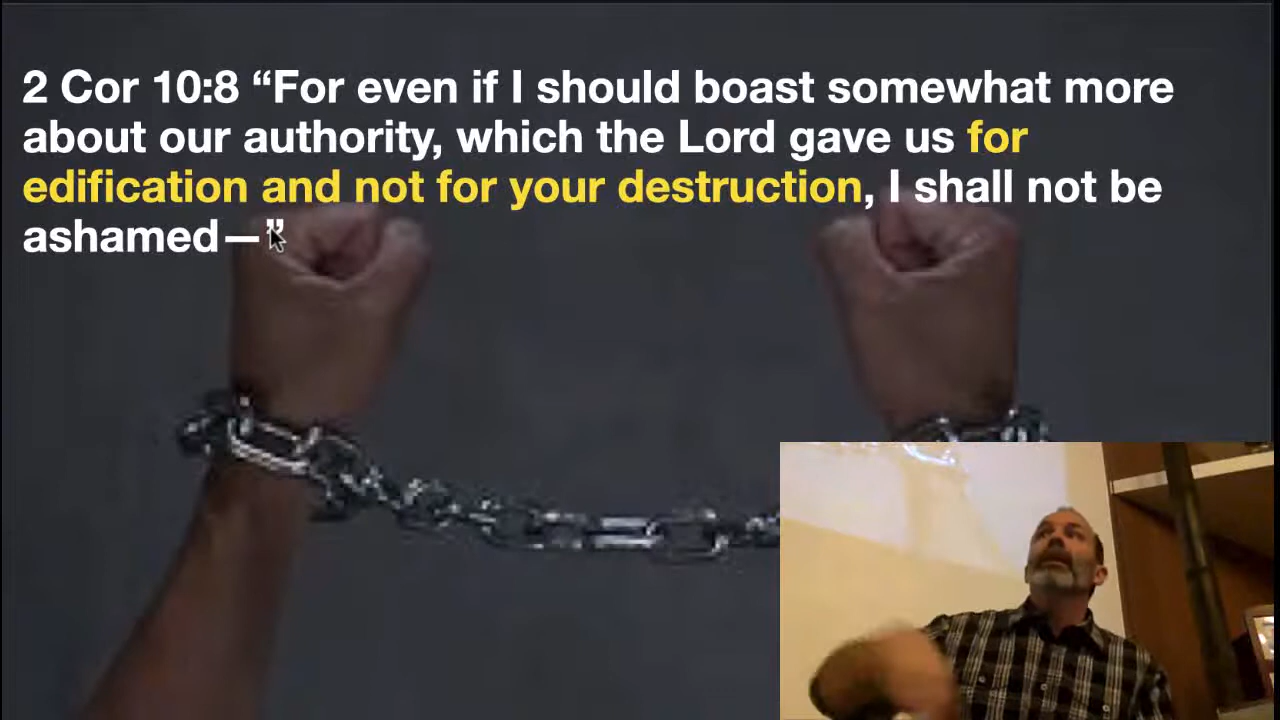 2 Cor 10:8 “For even if I should boast somewhat more
about our authority, which the Lord gave us for
edification and not for your destruction, I shall not be
ashamed—”